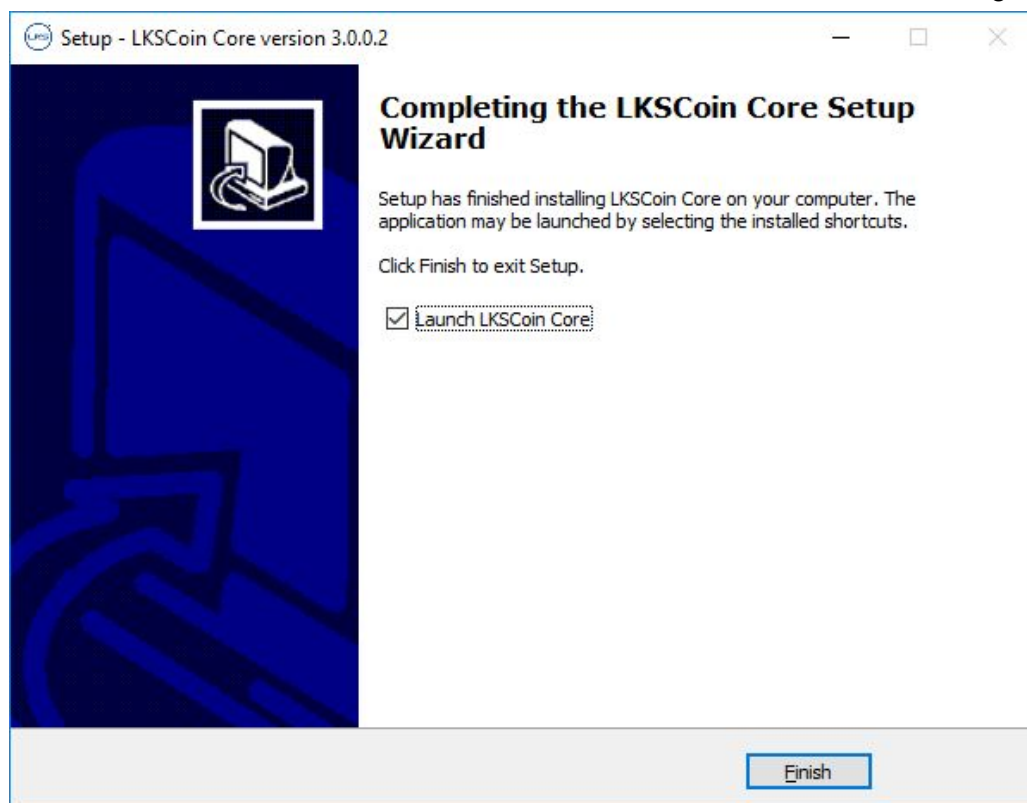 Setup - LKSCoin Core version 3.0.0.2
Completing the LKSCoin Core Setup
Wizard
Setup has finished installing LKSCoin Core on your computer. The
application may be launched by selecting the installed shortcuts.
Click Finish to exit Setup.
Launch LKSCoin Core
Finish